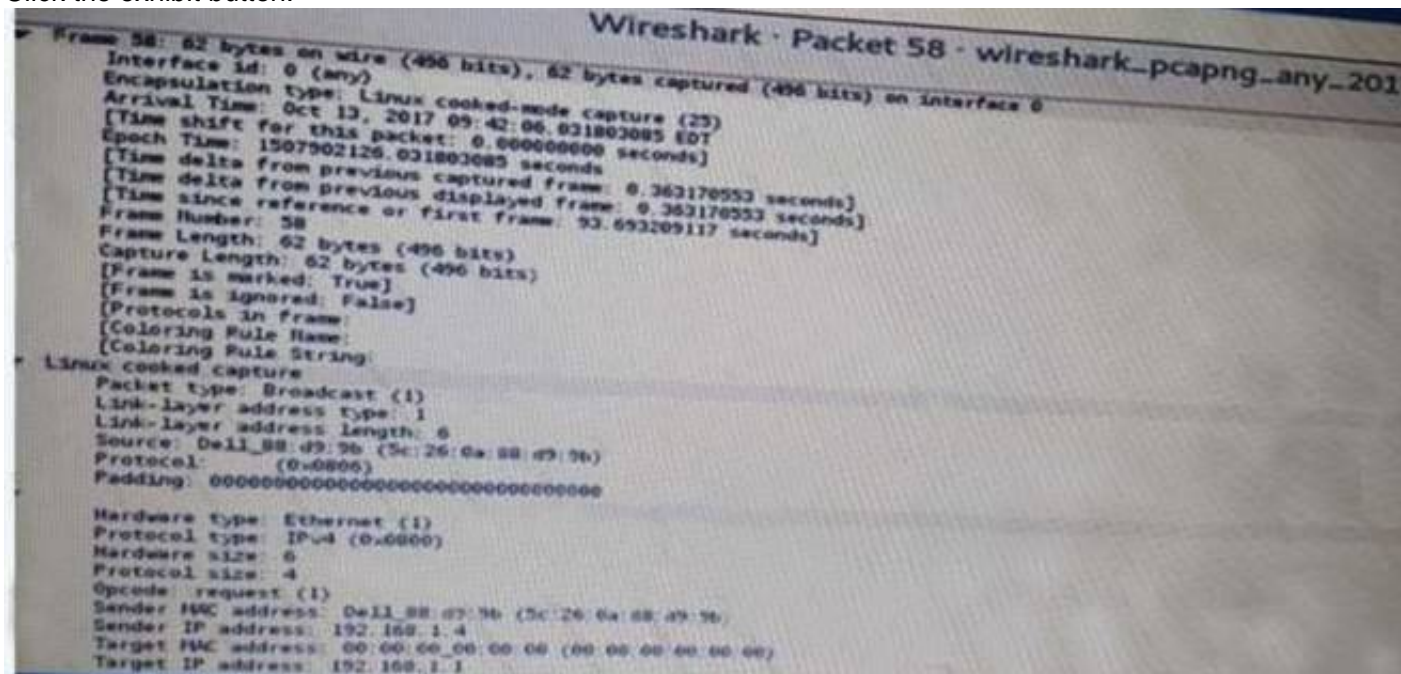 Click the exhibit button.
Wireshark · Packet 58 · wireshark_pcapng_any_201
Frame 58: 62 bytes on wire (496 bits), 62 bytes captured (496 bits) on interface 0
Interface id: 0 (any)
Encapsulation type: Linux cooked-mode capture (25)
Arrival Time: Oct 13, 2017 09:42:06.031803085 EDT
[Time shift for this packet: 0.000000000 seconds]
Epoch Time: 1507902126.031803085 seconds
[Time delta from previous captured frame: 0.363170553 seconds]
[Time delta from previous displayed frame: 0.363170553 seconds]
[Time since reference or first frame: 93.693209117 seconds]
Frame Number: 58
Frame Length: 62 bytes (496 bits)
Capture Length: 62 bytes (496 bits)
[Frame is marked: True]
[Frame is ignored: False]
[Protocols in frame:
[Coloring Rule Name:
[Coloring Rule String:
Linux cooked capture
Packet type: Broadcast (1)
Link-layer address type: 1
Link-layer address length: 6
Source: Dell_88:d9:9b (5c:26:0a:88:d9:9b)
Protocol: (0x0806)
Padding: 00000000000000000000000000000000
Hardware type: Ethernet (1)
Protocol type: IPv4 (0x0800)
Hardware size: 6
Protocol size: 4
Opcode: request (1)
Sender MAC address: Dell_88:d9:9b (5c:26:0a:88:d9:9b)
Sender IP address: 192.168.1.4
Target MAC address: 00:00:00_00:00:00 (00:00:00:00:00:00)
Target IP address: 192.168.1.1